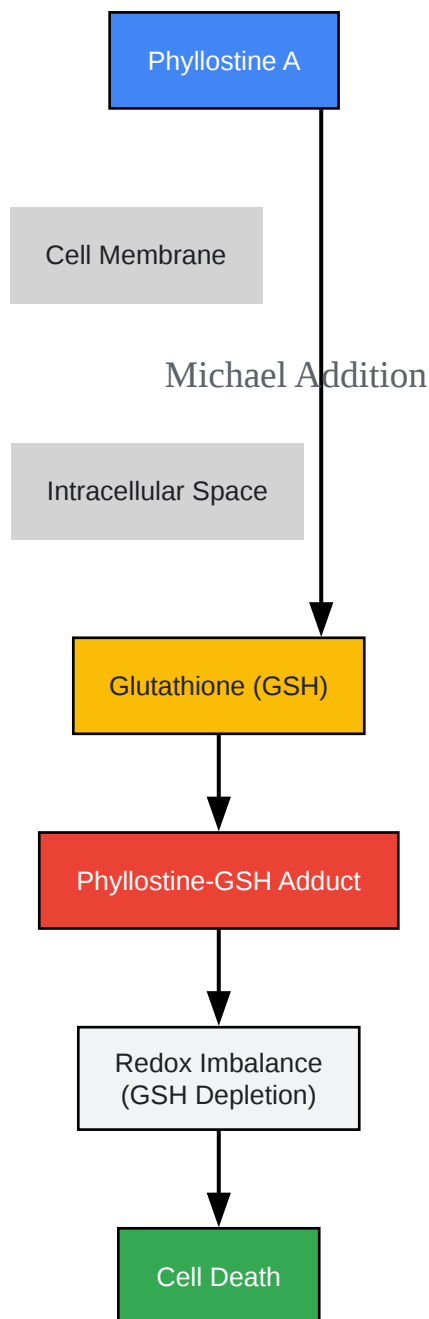 Phyllostine A
Cell Membrane
Michael Addition
Intracellular Space
Glutathione (GSH)
Phyllostine-GSH Adduct
Redox Imbalance
(GSH Depletion)
Cell Death